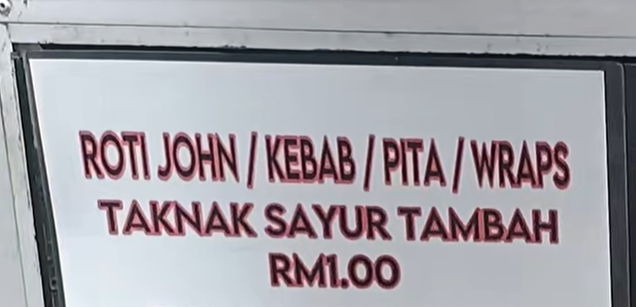 ROTI JOHN / KEBAB / PITA / WRAPS
TAKNAK SAYUR TAMBAH
RM1.00